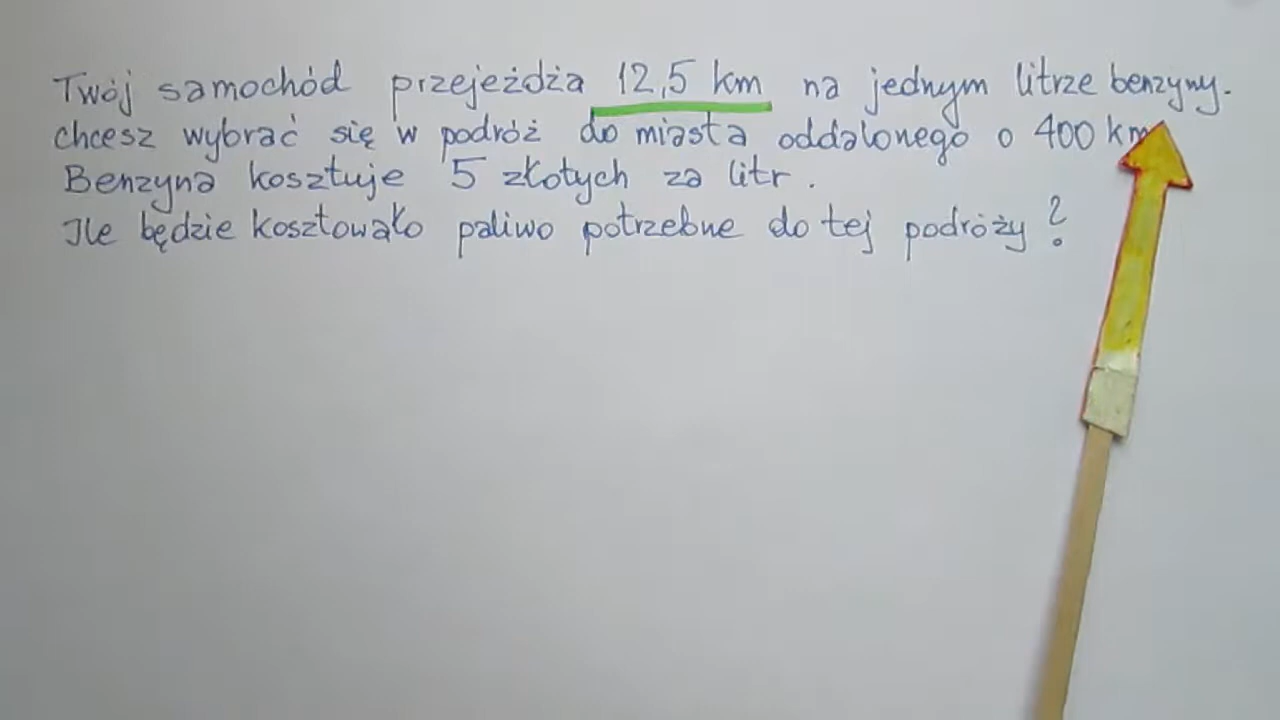 Twój samochód przejeżdża 12,5 km na jednym litrze benzyny.
chcesz wybrać się w podróż do miasta oddalonego o 400 km
Benzyna kosztuje 5 złotych za litr.
Ile będzie kosztowało paliwo potrzebne do tej podróży?